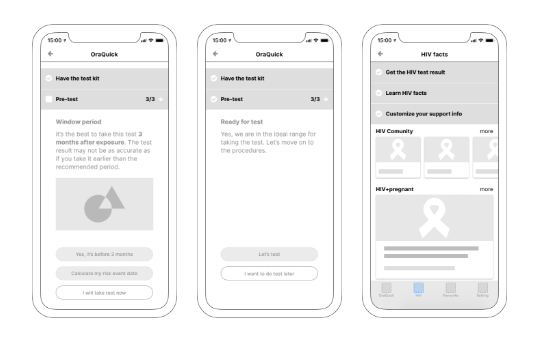 15:00
OraQuick
Have the test kit
Pre-test 3/3
Window period
It's the best to take this test 3
months after exposure. The test
result may not be as accurate as
if you take it earlier than the
recommended period.
Yes, it's before 3 months
Calculate my risk event date
I will take test now
15:00
OraQuick
Have the test kit
Pre-test 3/3
Ready for test
Yes, we are in the ideal range for
taking the test. Let's move on to
the procedures.
Let's test
I want to do test later
15:00
HIV facts
Get the HIV test result
Learn HIV facts
Customize your support info
HIV Comunity more
HIV+pregnant more
OraQuick HIV Favourite Setting